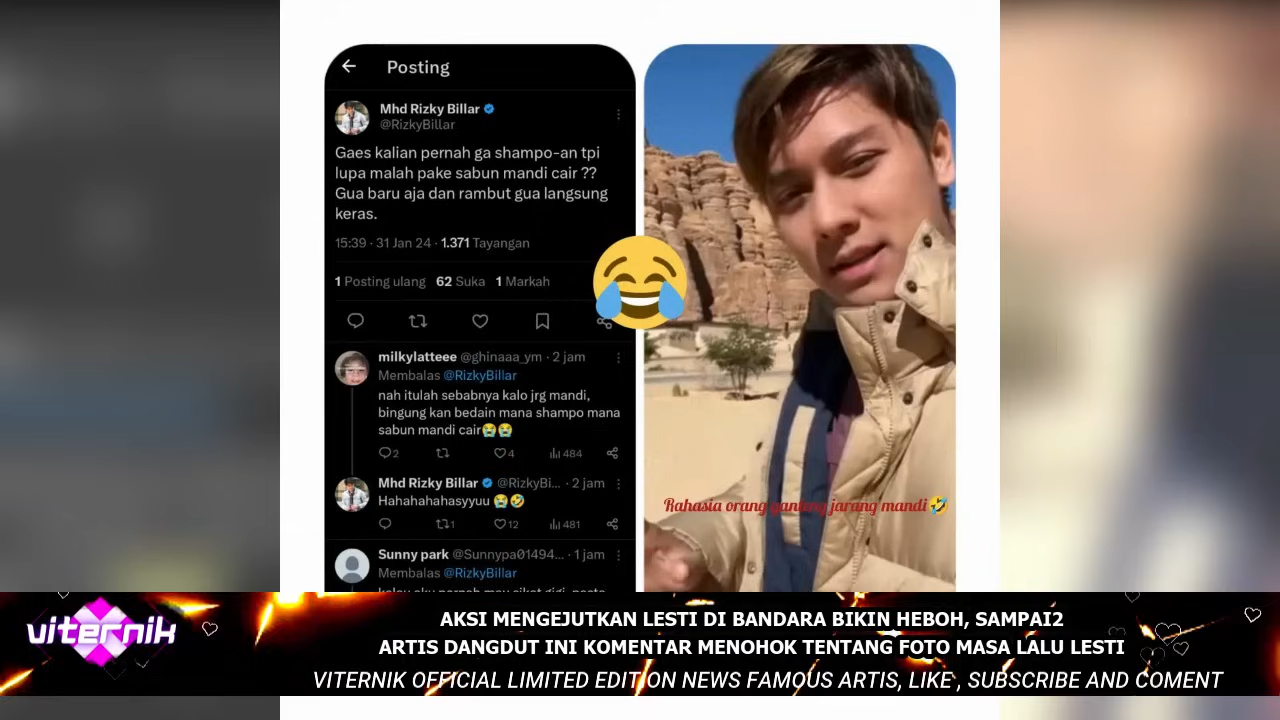 Posting
Mhd Rizky Billar
@RizkyBillar
Gaes kalian pernah ga shampo-an tpi
lupa malah pake sabun mandi cair ??
Gua baru aja dan rambut gua langsung
keras.
15:39 · 31 Jan 24 · 1.371 Tayangan
1 Posting ulang 62 Suka 1 Markah
milkylatteee @ghinaaa_ym · 2 jam
Membalas @RizkyBillar
nah itulah sebabnya kalo jrg mandi,
bingung kan bedain mana shampo mana
sabun mandi cair😭😭
2 4 484
Mhd Rizky Billar @RizkyBi... · 2 jam
Hahahahahasyyuu 😭🤣
1 12 481
Sunny park @Sunnypa01494... · 1 jam
Membalas @RizkyBillar
Rahasia orang ganteng jarang mandi🤣
viternik
AKSI MENGEJUTKAN LESTI DI BANDARA BIKIN HEBOH, SAMPAI2
ARTIS DANGDUT INI KOMENTAR MENOHOK TENTANG FOTO MASA LALU LESTI
VITERNIK OFFICIAL LIMITED EDITION NEWS FAMOUS ARTIS, LIKE , SUBSCRIBE AND COMENT